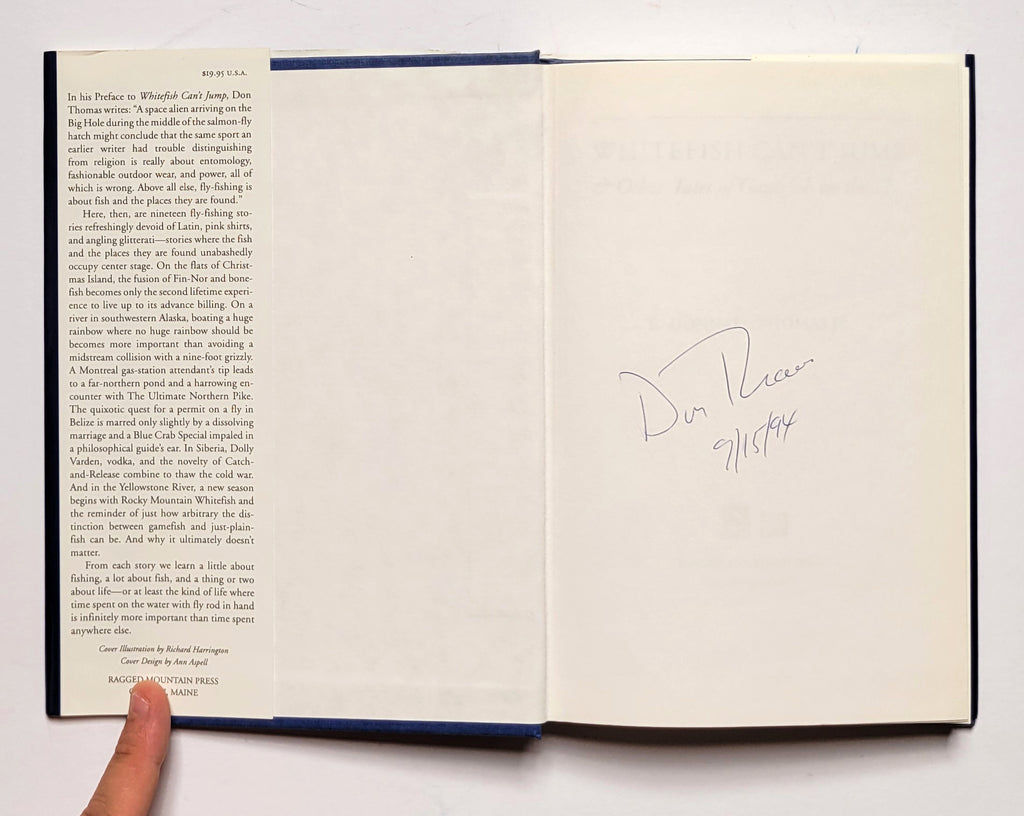 $19.95 U.S.A.
In his Preface to Whitefish Can't Jump, Don
Thomas writes: "A space alien arriving on the
Big Hole during the middle of the salmon-fly
hatch might conclude that the same sport an
earlier writer had trouble distinguishing
from religion is really about entomology,
fashionable outdoor wear, and power, all of
which is wrong. Above all else, fly-fishing is
about fish and the places they are found."
Here, then, are nineteen fly-fishing sto-
ries refreshingly devoid of Latin, pink shirts,
and angling glitterati—stories where the fish
and the places they are found unabashedly
occupy center stage. On the flats of Christ-
mas Island, the fusion of Fin-Nor and bone-
fish becomes only the second lifetime experi-
ence to live up to its advance billing. On a
river in southwestern Alaska, boating a huge
rainbow where no huge rainbow should be
becomes more important than avoiding a
midstream collision with a nine-foot grizzly.
A Montreal gas-station attendant's tip leads
to a far-northern pond and a harrowing en-
counter with The Ultimate Northern Pike.
The quixotic quest for a permit on a fly in
Belize is marred only slightly by a dissolving
marriage and a Blue Crab Special impaled in
a philosophical guide's ear. In Siberia, Dolly
Varden, vodka, and the novelty of Catch-
and-Release combine to thaw the cold war.
And in the Yellowstone River, a new season
begins with Rocky Mountain Whitefish and
the reminder of just how arbitrary the dis-
tinction between gamefish and just-plain-
fish can be. And why it ultimately doesn't
matter.
From each story we learn a little about
fishing, a lot about fish, and a thing or two
about life—or at least the kind of life where
time spent on the water with fly rod in hand
is infinitely more important than time spent
anywhere else.
Cover Illustration by Richard Harrington
Cover Design by Ann Aspell
RAGGED MOUNTAIN PRESS
MAINE
Don Thomas
9/15/94